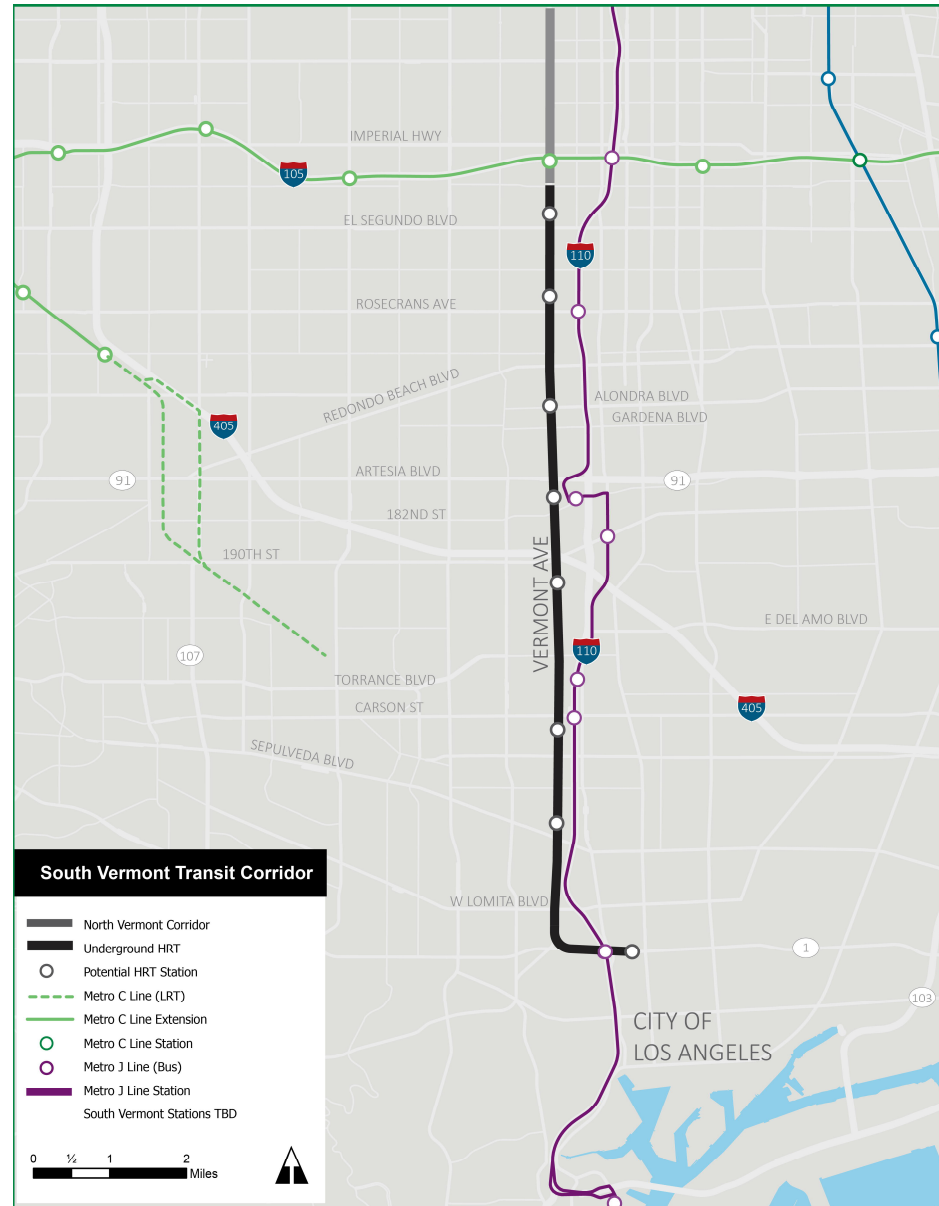 IMPERIAL HWY
105
EL SEGUNDO BLVD
110
ROSECRANS AVE
REDONDO BEACH BLVD
ALONDRA BLVD
GARDENA BLVD
405
ARTESIA BLVD
91
91
182ND ST
190TH ST
VERMONT AVE
E DEL AMO BLVD
107
110
TORRANCE BLVD
CARSON ST
405
SEPULVEDA BLVD
W LOMITA BLVD
1
103
CITY OF
LOS ANGELES
South Vermont Transit Corridor
North Vermont Corridor
Underground HRT
Potential HRT Station
Metro C Line (LRT)
Metro C Line Extension
Metro C Line Station
Metro J Line (Bus)
Metro J Line Station
South Vermont Stations TBD
0 ½ 1 2
Miles